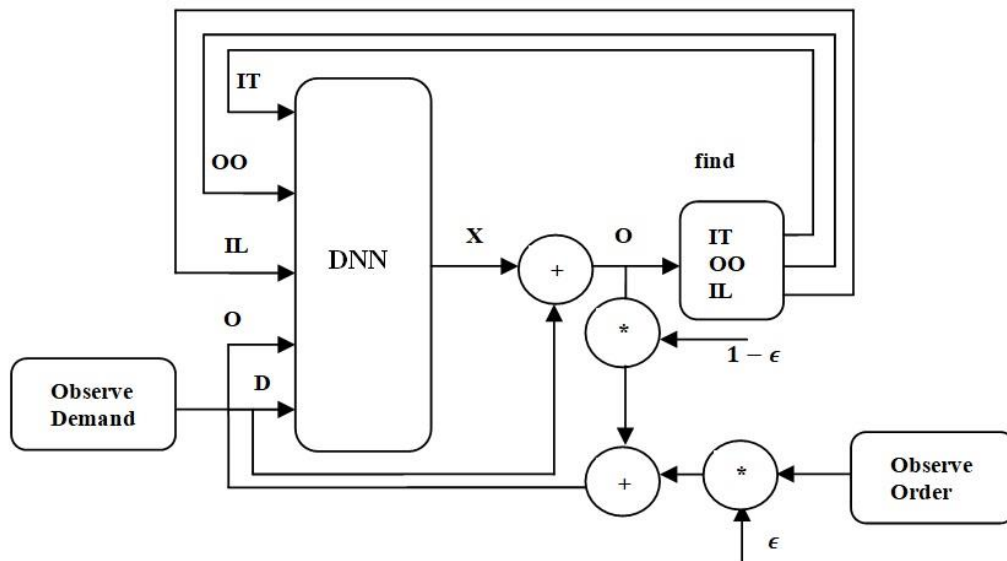 IT
OO
find
IL
DNN
X
+
O
IT
OO
IL
O
*
1 − ϵ
Observe
Demand
D
+
*
Observe
Order
ϵ